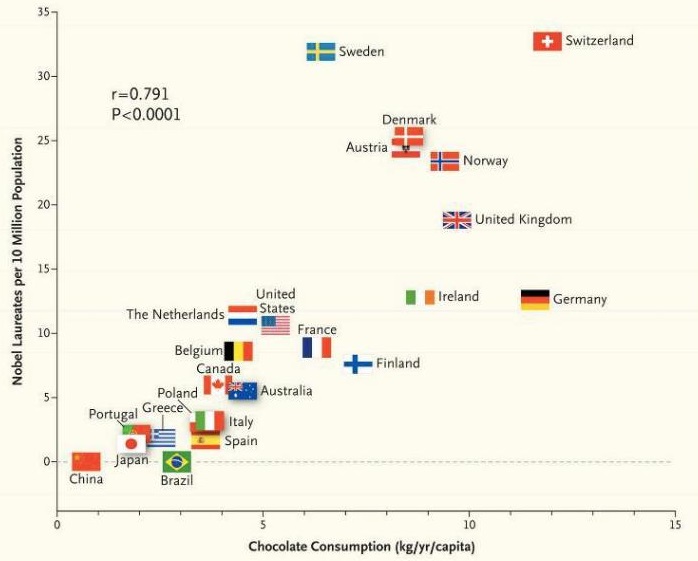 35
30
25
20
15
10
5
0
Nobel Laureates per 10 Million Population
r=0.791
P<0.0001
Sweden
Switzerland
Denmark
Austria
Norway
United Kingdom
Ireland
Germany
United
States
The Netherlands
France
Belgium
Finland
Canada
Australia
Poland
Portugal
Greece
Italy
Spain
Japan
China
Brazil
0
5
10
15
Chocolate Consumption (kg/yr/capita)